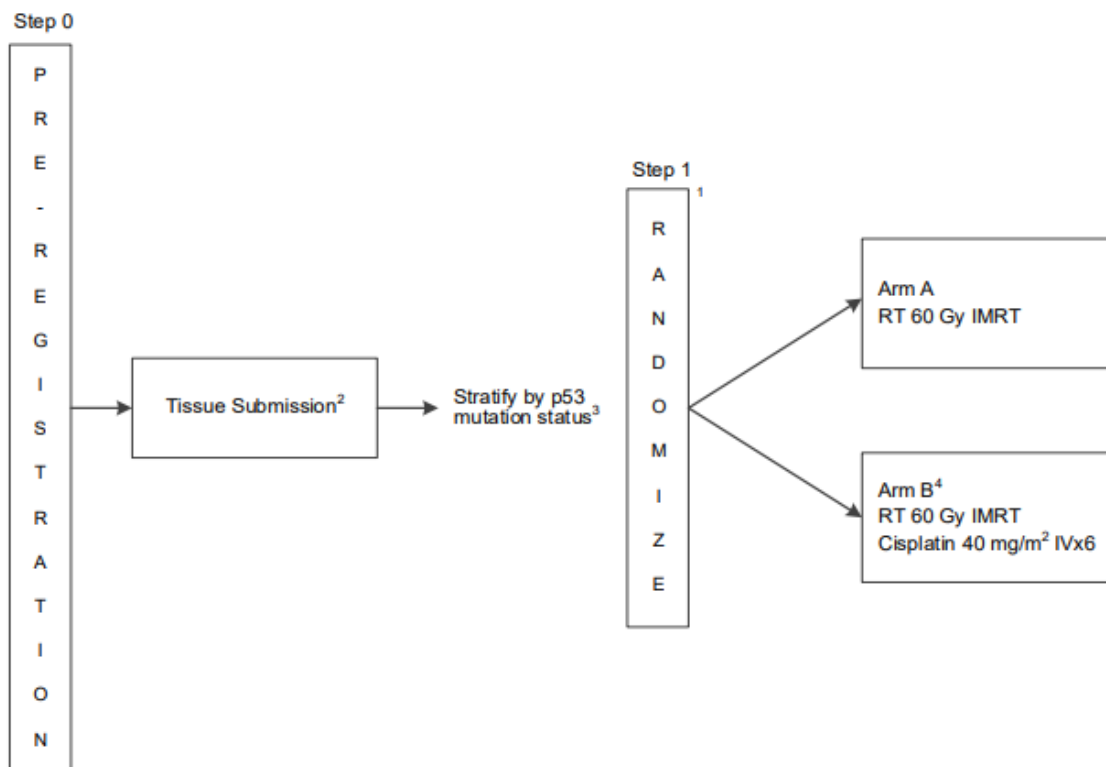 Step 0
P
R
E
-
R
E
G
I
S
T
R
A
T
I
O
N
Tissue Submission²
Stratify by p53
mutation status³
Step 1
1
R
A
N
D
O
M
I
Z
E
Arm A
RT 60 Gy IMRT
Arm B⁴
RT 60 Gy IMRT
Cisplatin 40 mg/m² IVx6